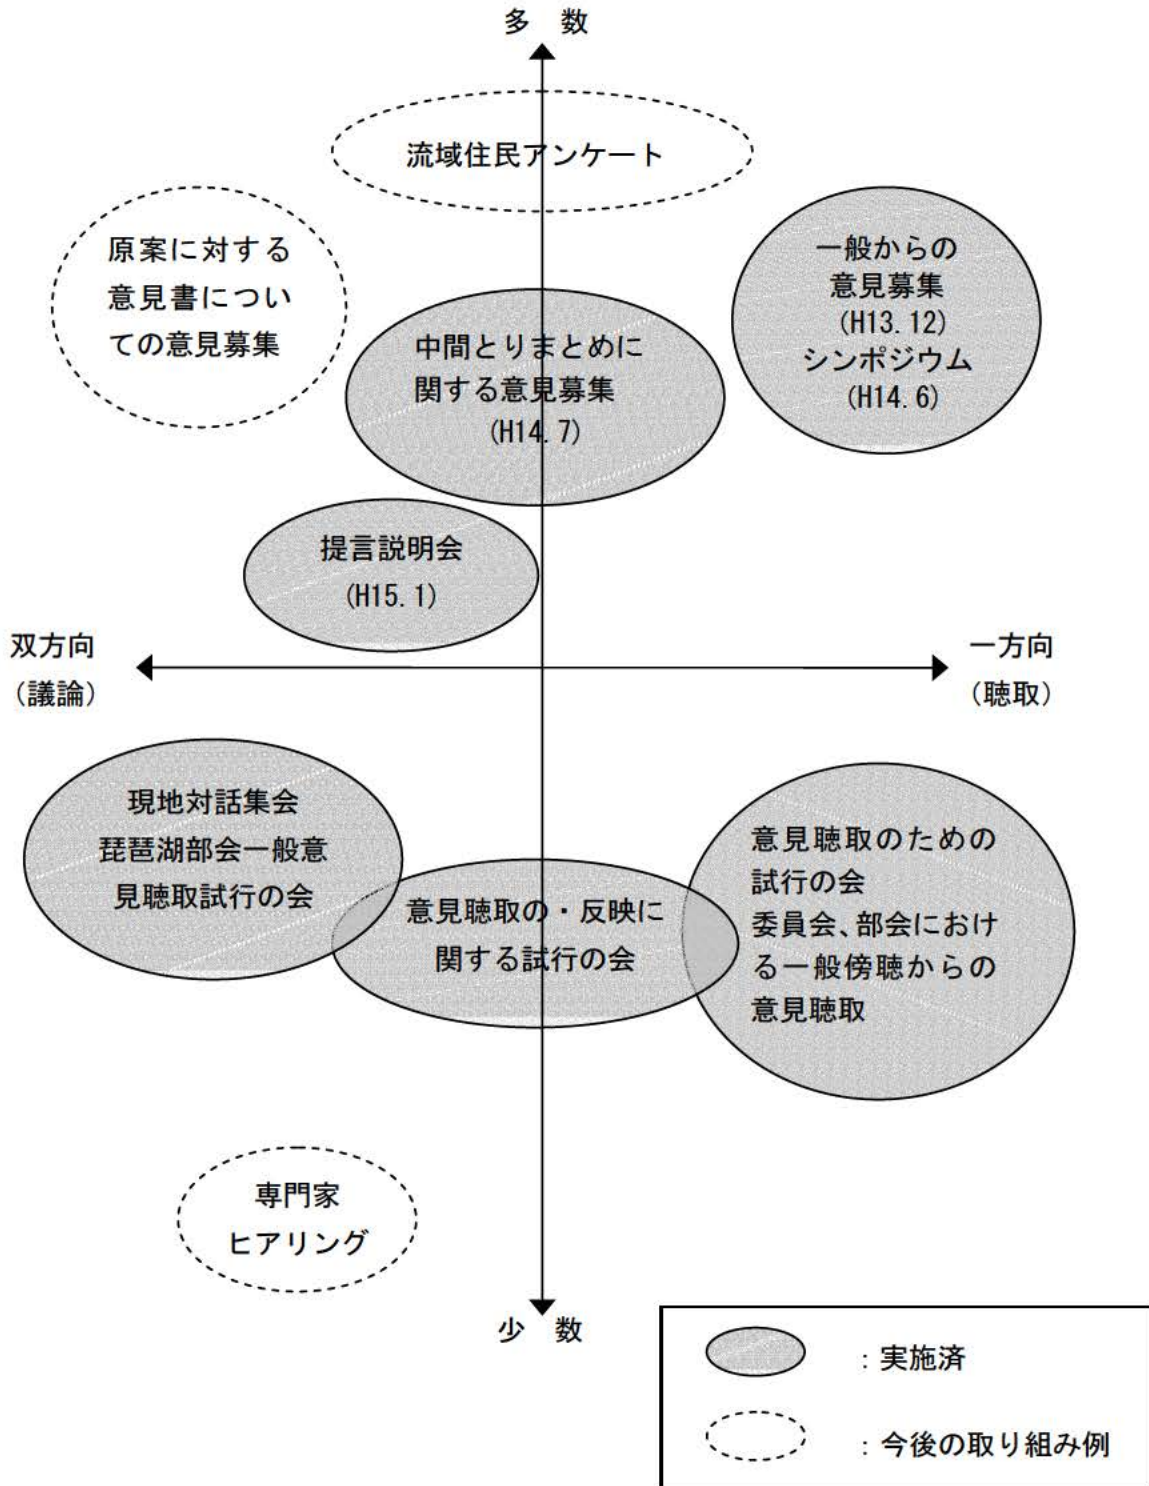 多　数
流域住民アンケート
原案に対する
意見書につい
ての意見募集
一般からの
意見募集
(H13.12)
シンポジウム
(H14.6)
中間とりまとめに
関する意見募集
(H14.7)
提言説明会
(H15.1)
双方向
（議論）
一方向
（聴取）
現地対話集会
琵琶湖部会一般意
見聴取試行の会
意見聴取の・反映に
関する試行の会
意見聴取のための
試行の会
委員会、部会におけ
る一般傍聴からの
意見聴取
専門家
ヒアリング
少　数
：実施済
：今後の取り組み例